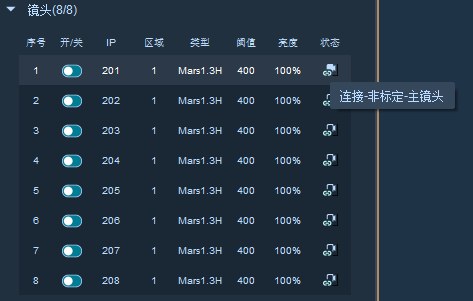 镜头(8/8)
序号 开/关 IP 区域 类型 阈值 亮度 状态
1 201 1 Mars1.3H 400 100%
连接-非标定-主镜头
2 202 1 Mars1.3H 400 100%
3 203 1 Mars1.3H 400 100%
4 204 1 Mars1.3H 400 100%
5 205 1 Mars1.3H 400 100%
6 206 1 Mars1.3H 400 100%
7 207 1 Mars1.3H 400 100%
8 208 1 Mars1.3H 400 100%